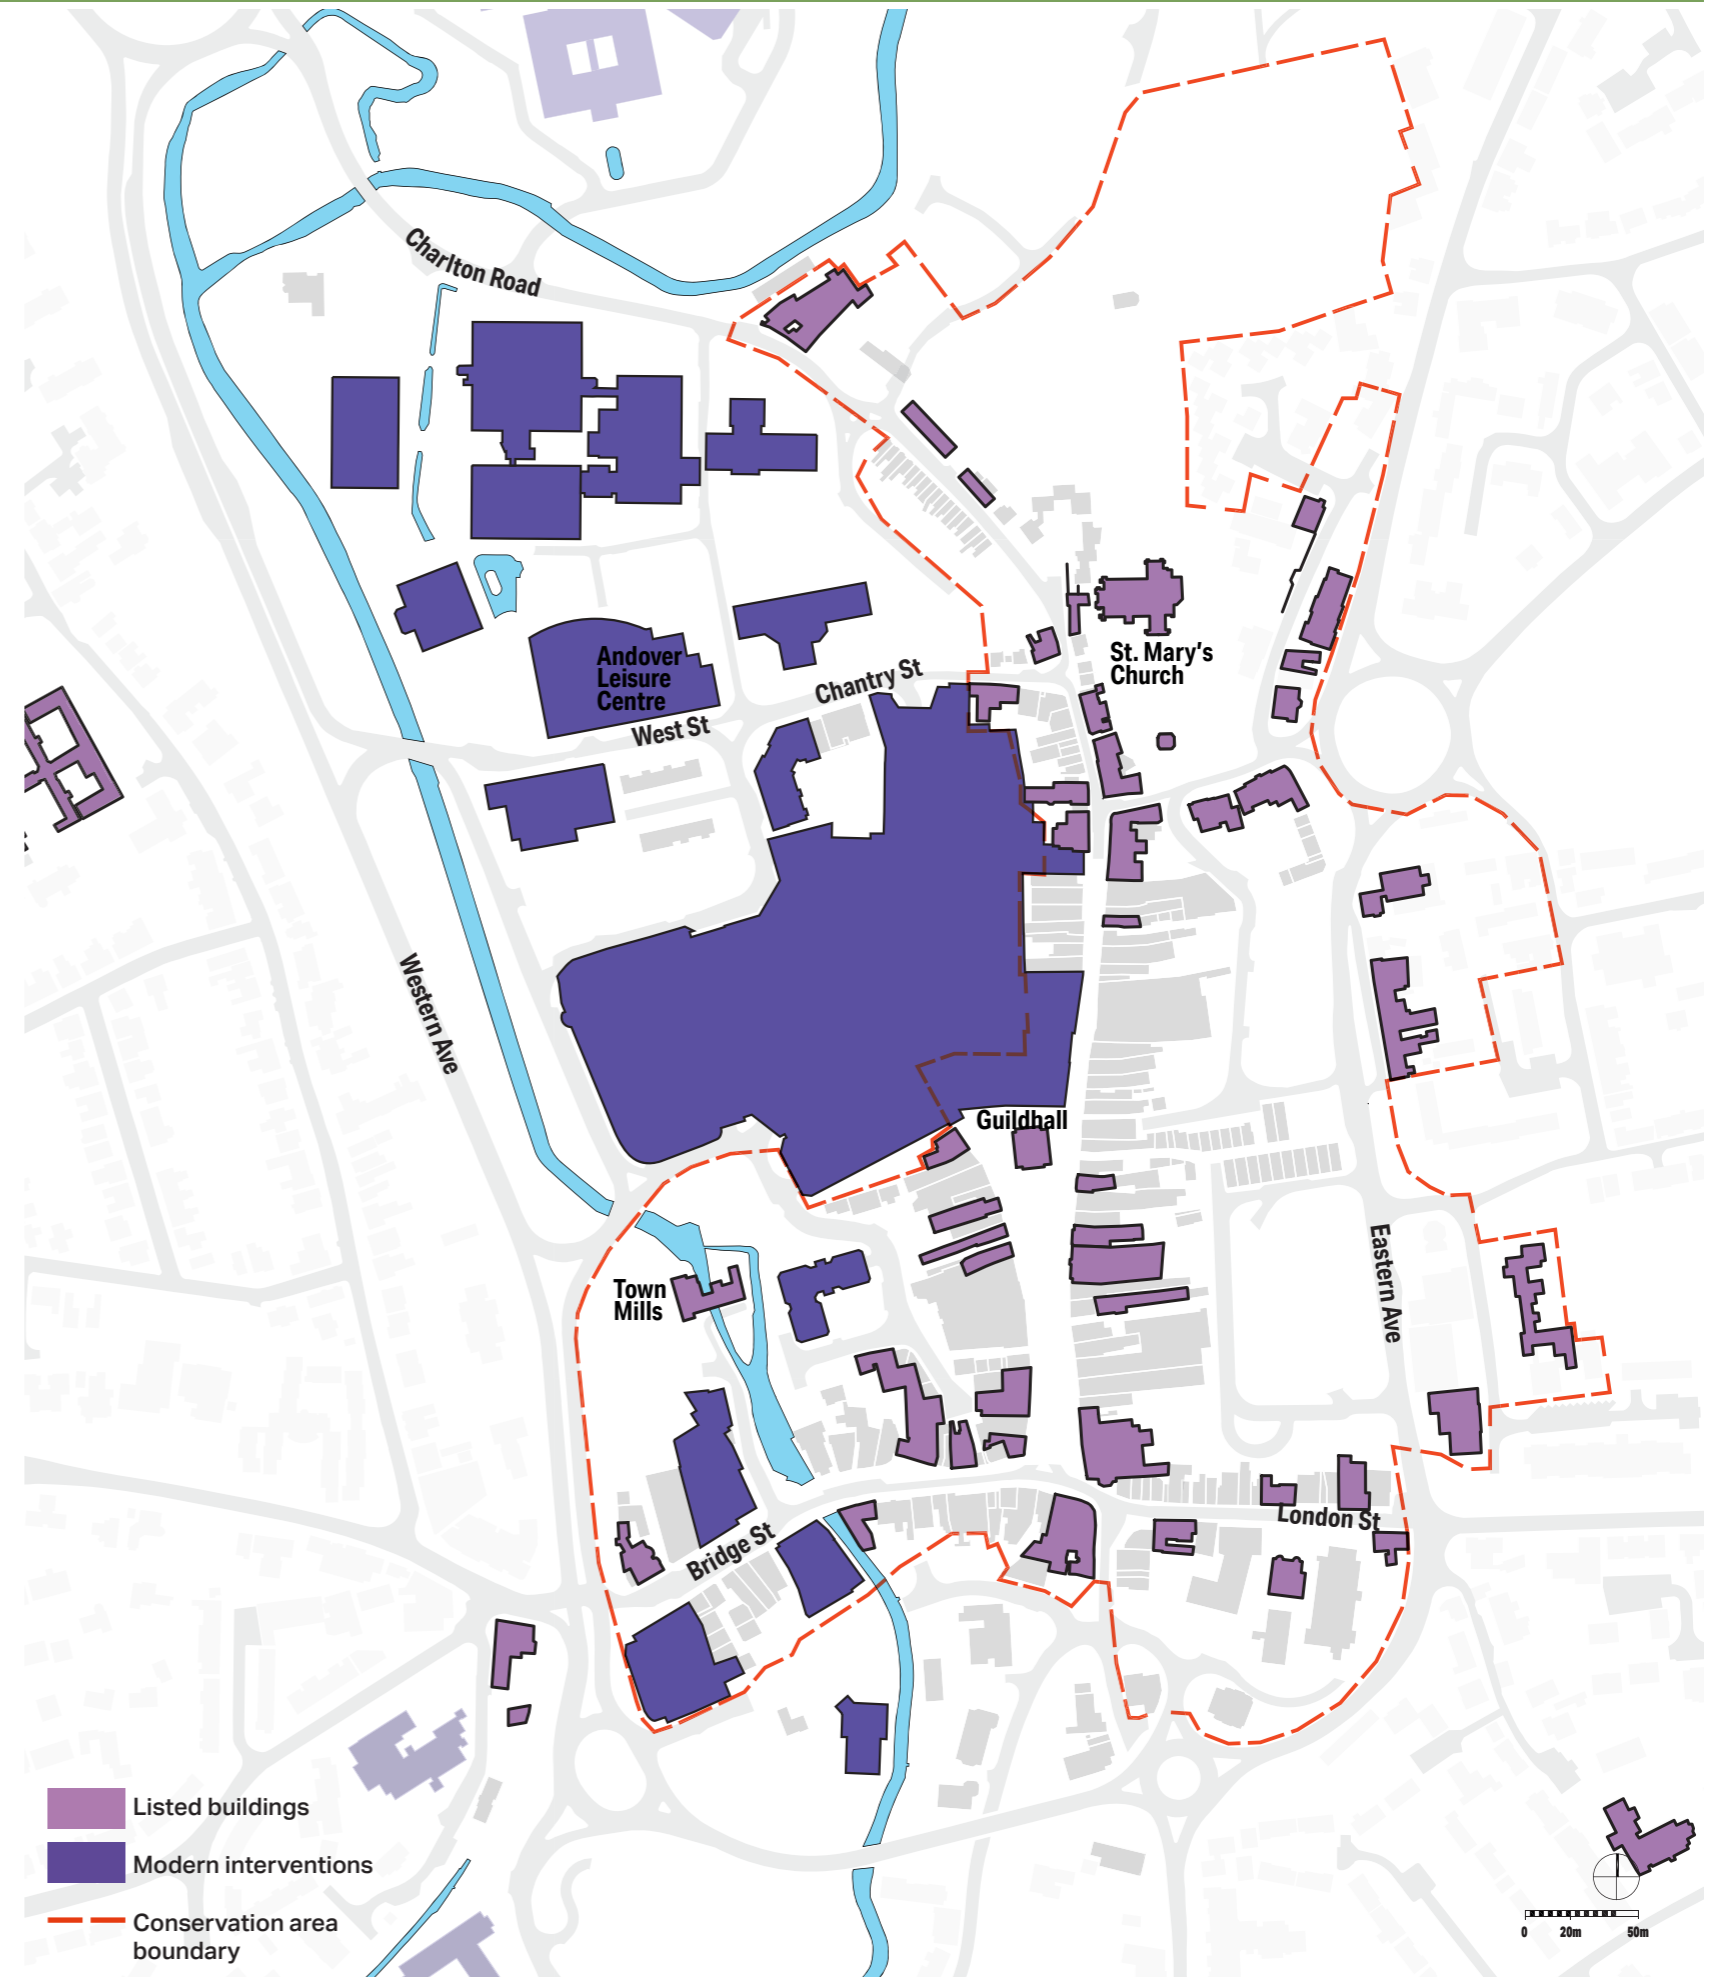 Charlton Road
Andover
Leisure
Centre
Chantry St
West St
St. Mary's
Church
Western Ave
Guildhall
Town
Mills
Eastern Ave
London St
Bridge St
Listed buildings
Modern interventions
Conservation area
boundary
0 20m 50m